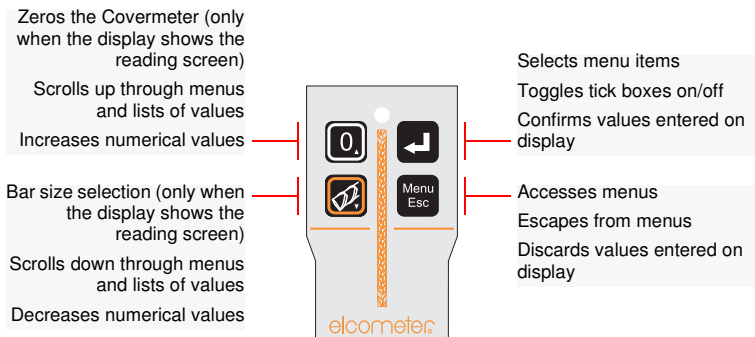 Zeros the Covermeter (only
when the display shows the
reading screen)
Scrolls up through menus
and lists of values
Increases numerical values
Bar size selection (only when
the display shows the
reading screen)
Scrolls down through menus
and lists of values
Decreases numerical values
0
Menu
Esc
elcometer
Selects menu items
Toggles tick boxes on/off
Confirms values entered on
display
Accesses menus
Escapes from menus
Discards values entered on
display